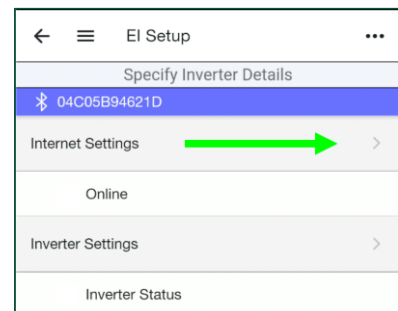 EI Setup
Specify Inverter Details
04C05B94621D
Internet Settings
Online
Inverter Settings
Inverter Status